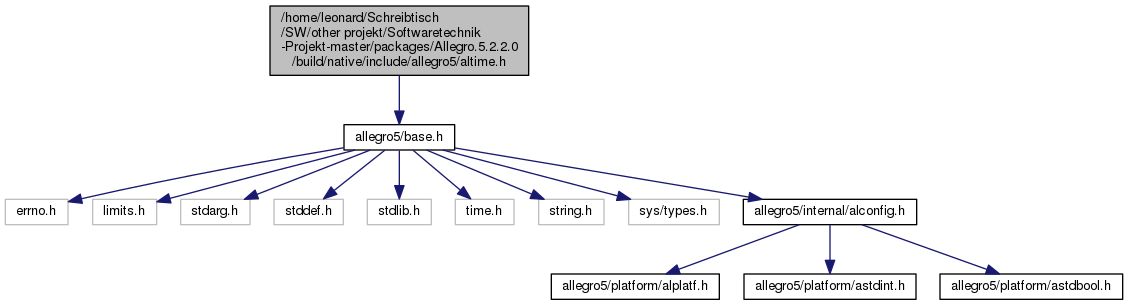 /home/leonard/Schreibtisch
/SW/other projekt/Softwaretechnik
-Projekt-master/packages/Allegro.5.2.2.0
/build/native/include/allegro5/altime.h
allegro5/base.h
errno.h
limits.h
stdarg.h
stddef.h
stdlib.h
time.h
string.h
sys/types.h
allegro5/internal/alconfig.h
allegro5/platform/alplatf.h
allegro5/platform/astdint.h
allegro5/platform/astdbool.h